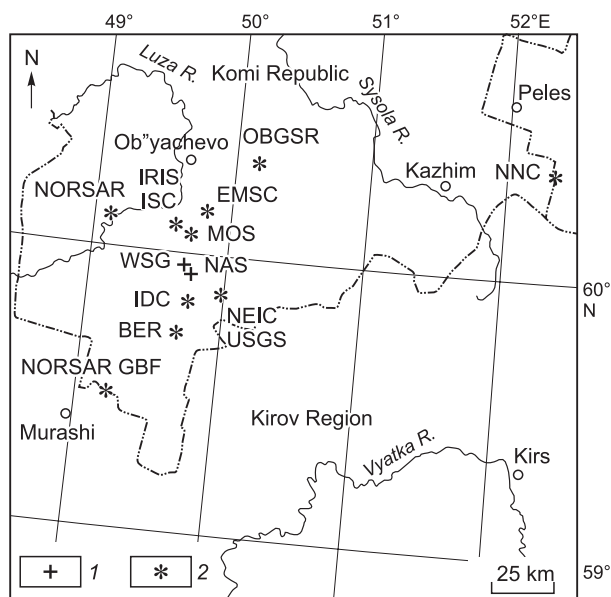 49° 50° 51° 52°E
N
Luza R.
Komi Republic
Sysola R.
Peles
Ob"yachevo
OBGSR
Kazhim
NNC
NORSAR
IRIS
ISC
EMSC
MOS
WSG
NAS
60°
N
IDC
NEIC
USGS
BER
NORSAR GBF
Murashi
Kirov Region
Vyatka R.
Kirs
1
2
25 km
59°